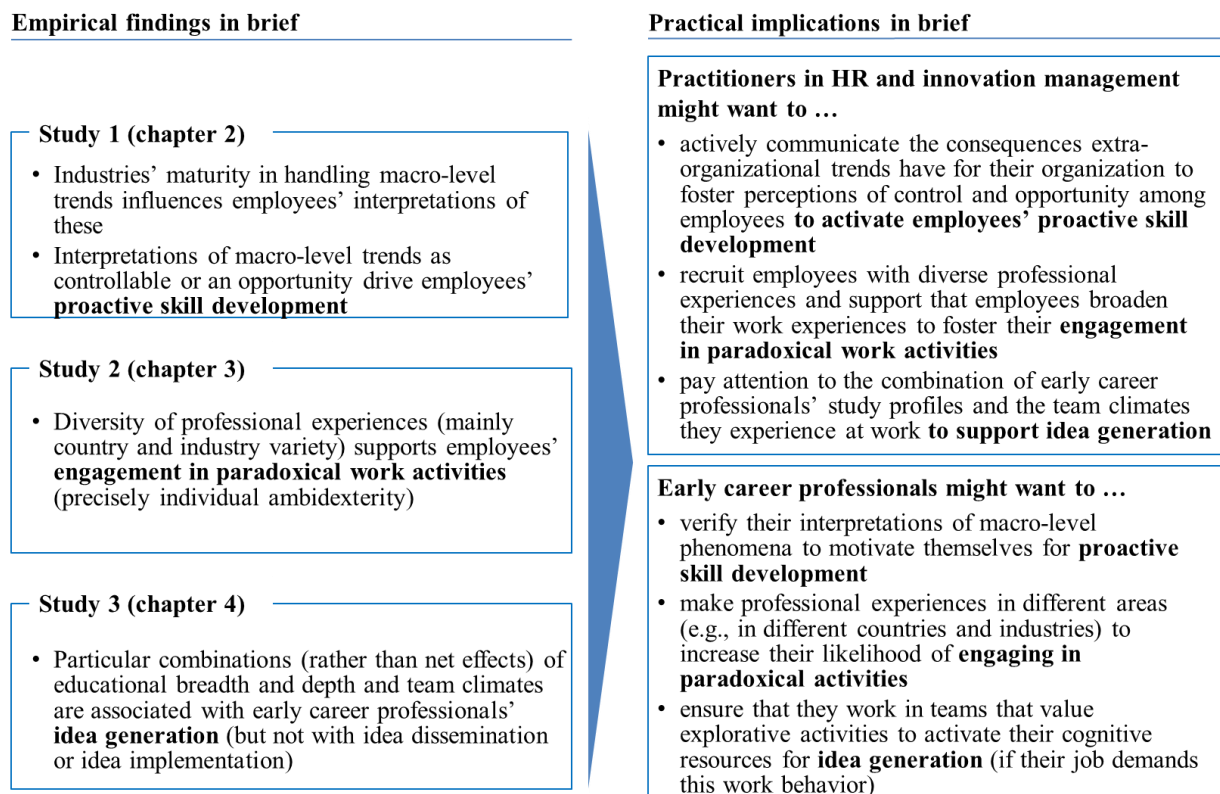 Empirical findings in brief
Study 1 (chapter 2)
• Industries’ maturity in handling macro-level
trends influences employees’ interpretations of
these
• Interpretations of macro-level trends as
controllable or an opportunity drive employees’
proactive skill development
Study 2 (chapter 3)
• Diversity of professional experiences (mainly
country and industry variety) supports employees’
engagement in paradoxical work activities
(precisely individual ambidexterity)
Study 3 (chapter 4)
• Particular combinations (rather than net effects) of
educational breadth and depth and team climates
are associated with early career professionals’
idea generation (but not with idea dissemination
or idea implementation)
Practical implications in brief
Practitioners in HR and innovation management
might want to …
• actively communicate the consequences extra-
organizational trends have for their organization to
foster perceptions of control and opportunity among
employees to activate employees’ proactive skill
development
• recruit employees with diverse professional
experiences and support that employees broaden
their work experiences to foster their engagement
in paradoxical work activities
• pay attention to the combination of early career
professionals’ study profiles and the team climates
they experience at work to support idea generation
Early career professionals might want to …
• verify their interpretations of macro-level
phenomena to motivate themselves for proactive
skill development
• make professional experiences in different areas
(e.g., in different countries and industries) to
increase their likelihood of engaging in
paradoxical activities
• ensure that they work in teams that value
explorative activities to activate their cognitive
resources for idea generation (if their job demands
this work behavior)